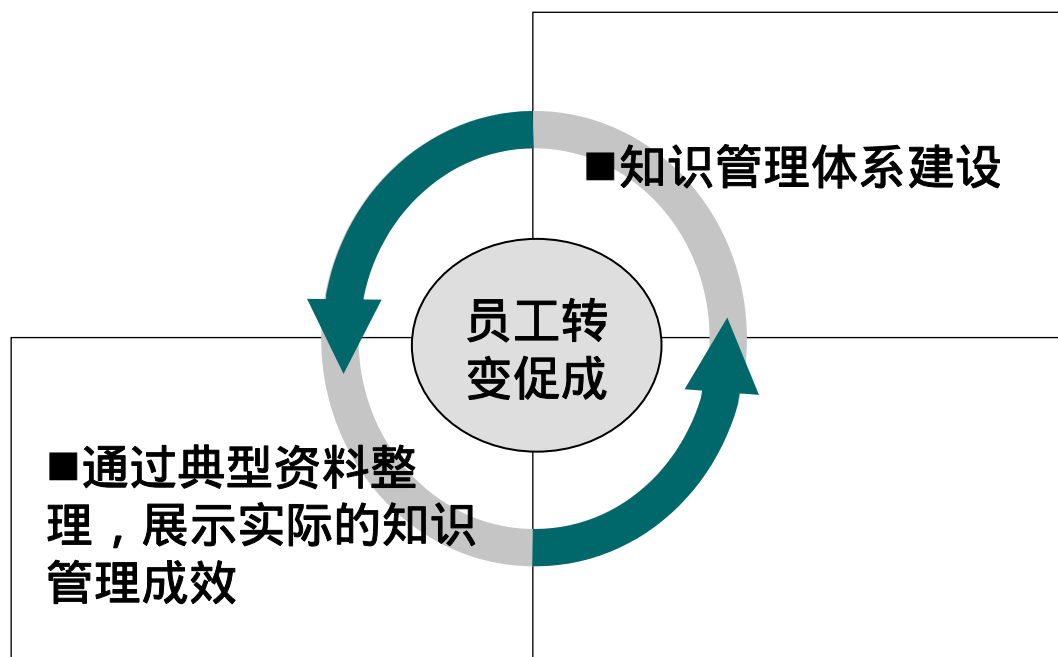 ■知识管理体系建设
员工转
变促成
■通过典型资料整
理，展示实际的知识
管理成效